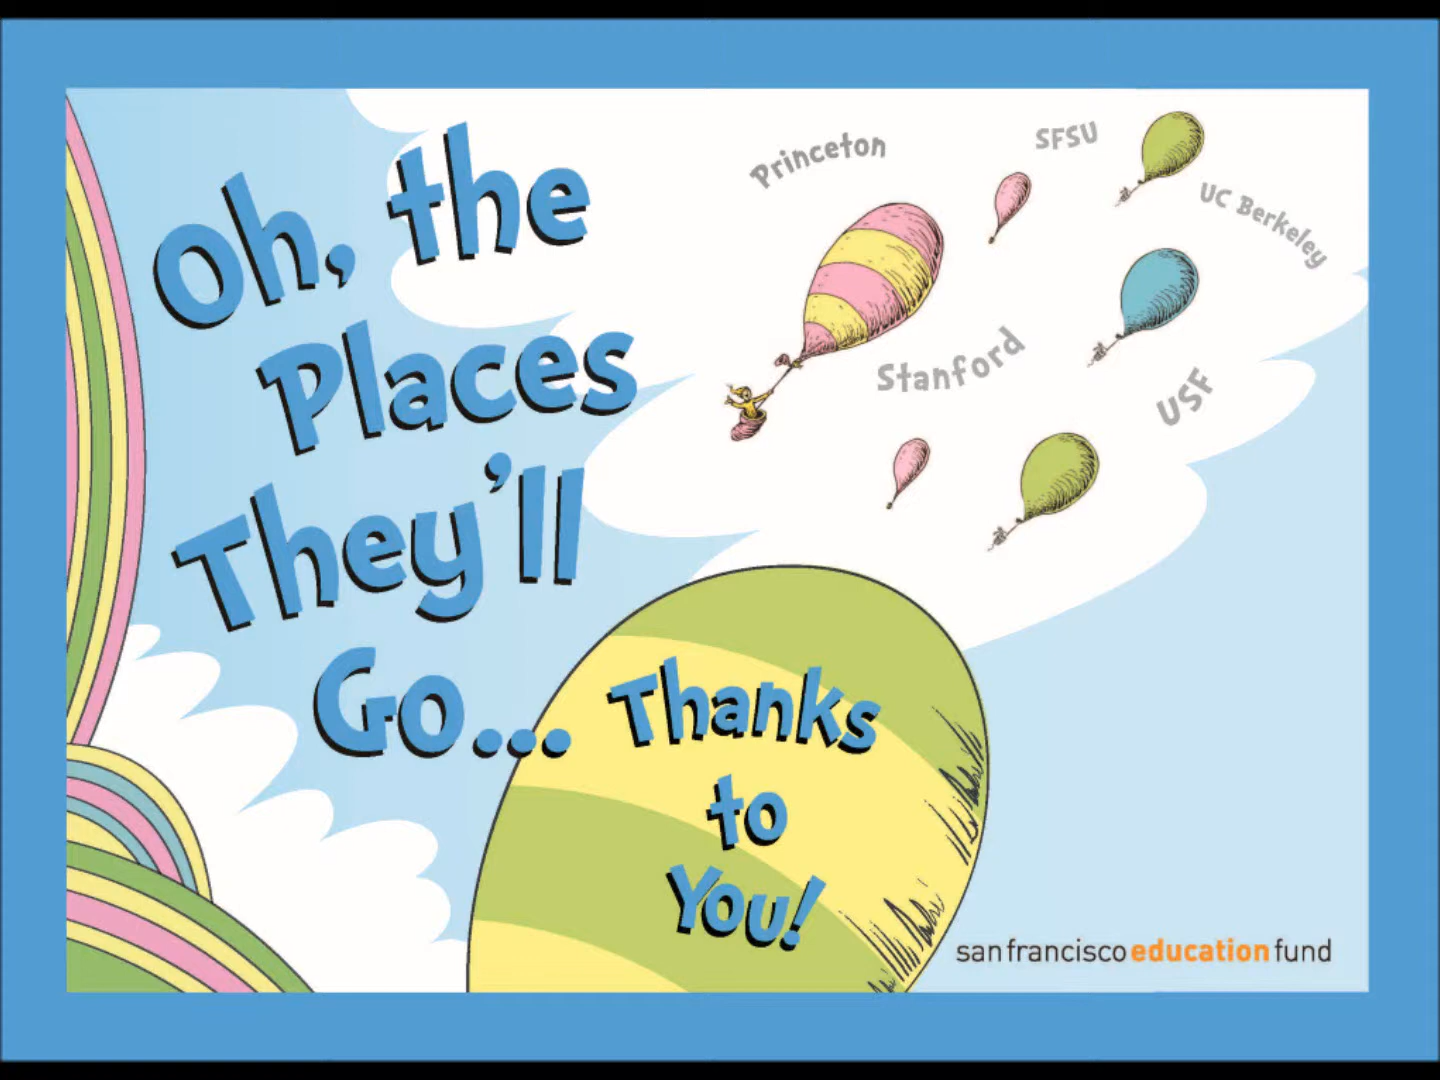 Oh, the
Places
They'll
Go...
Thanks
to
You!
Princeton
SFSU
UC Berkeley
Stanford
USF
san francisco education fund